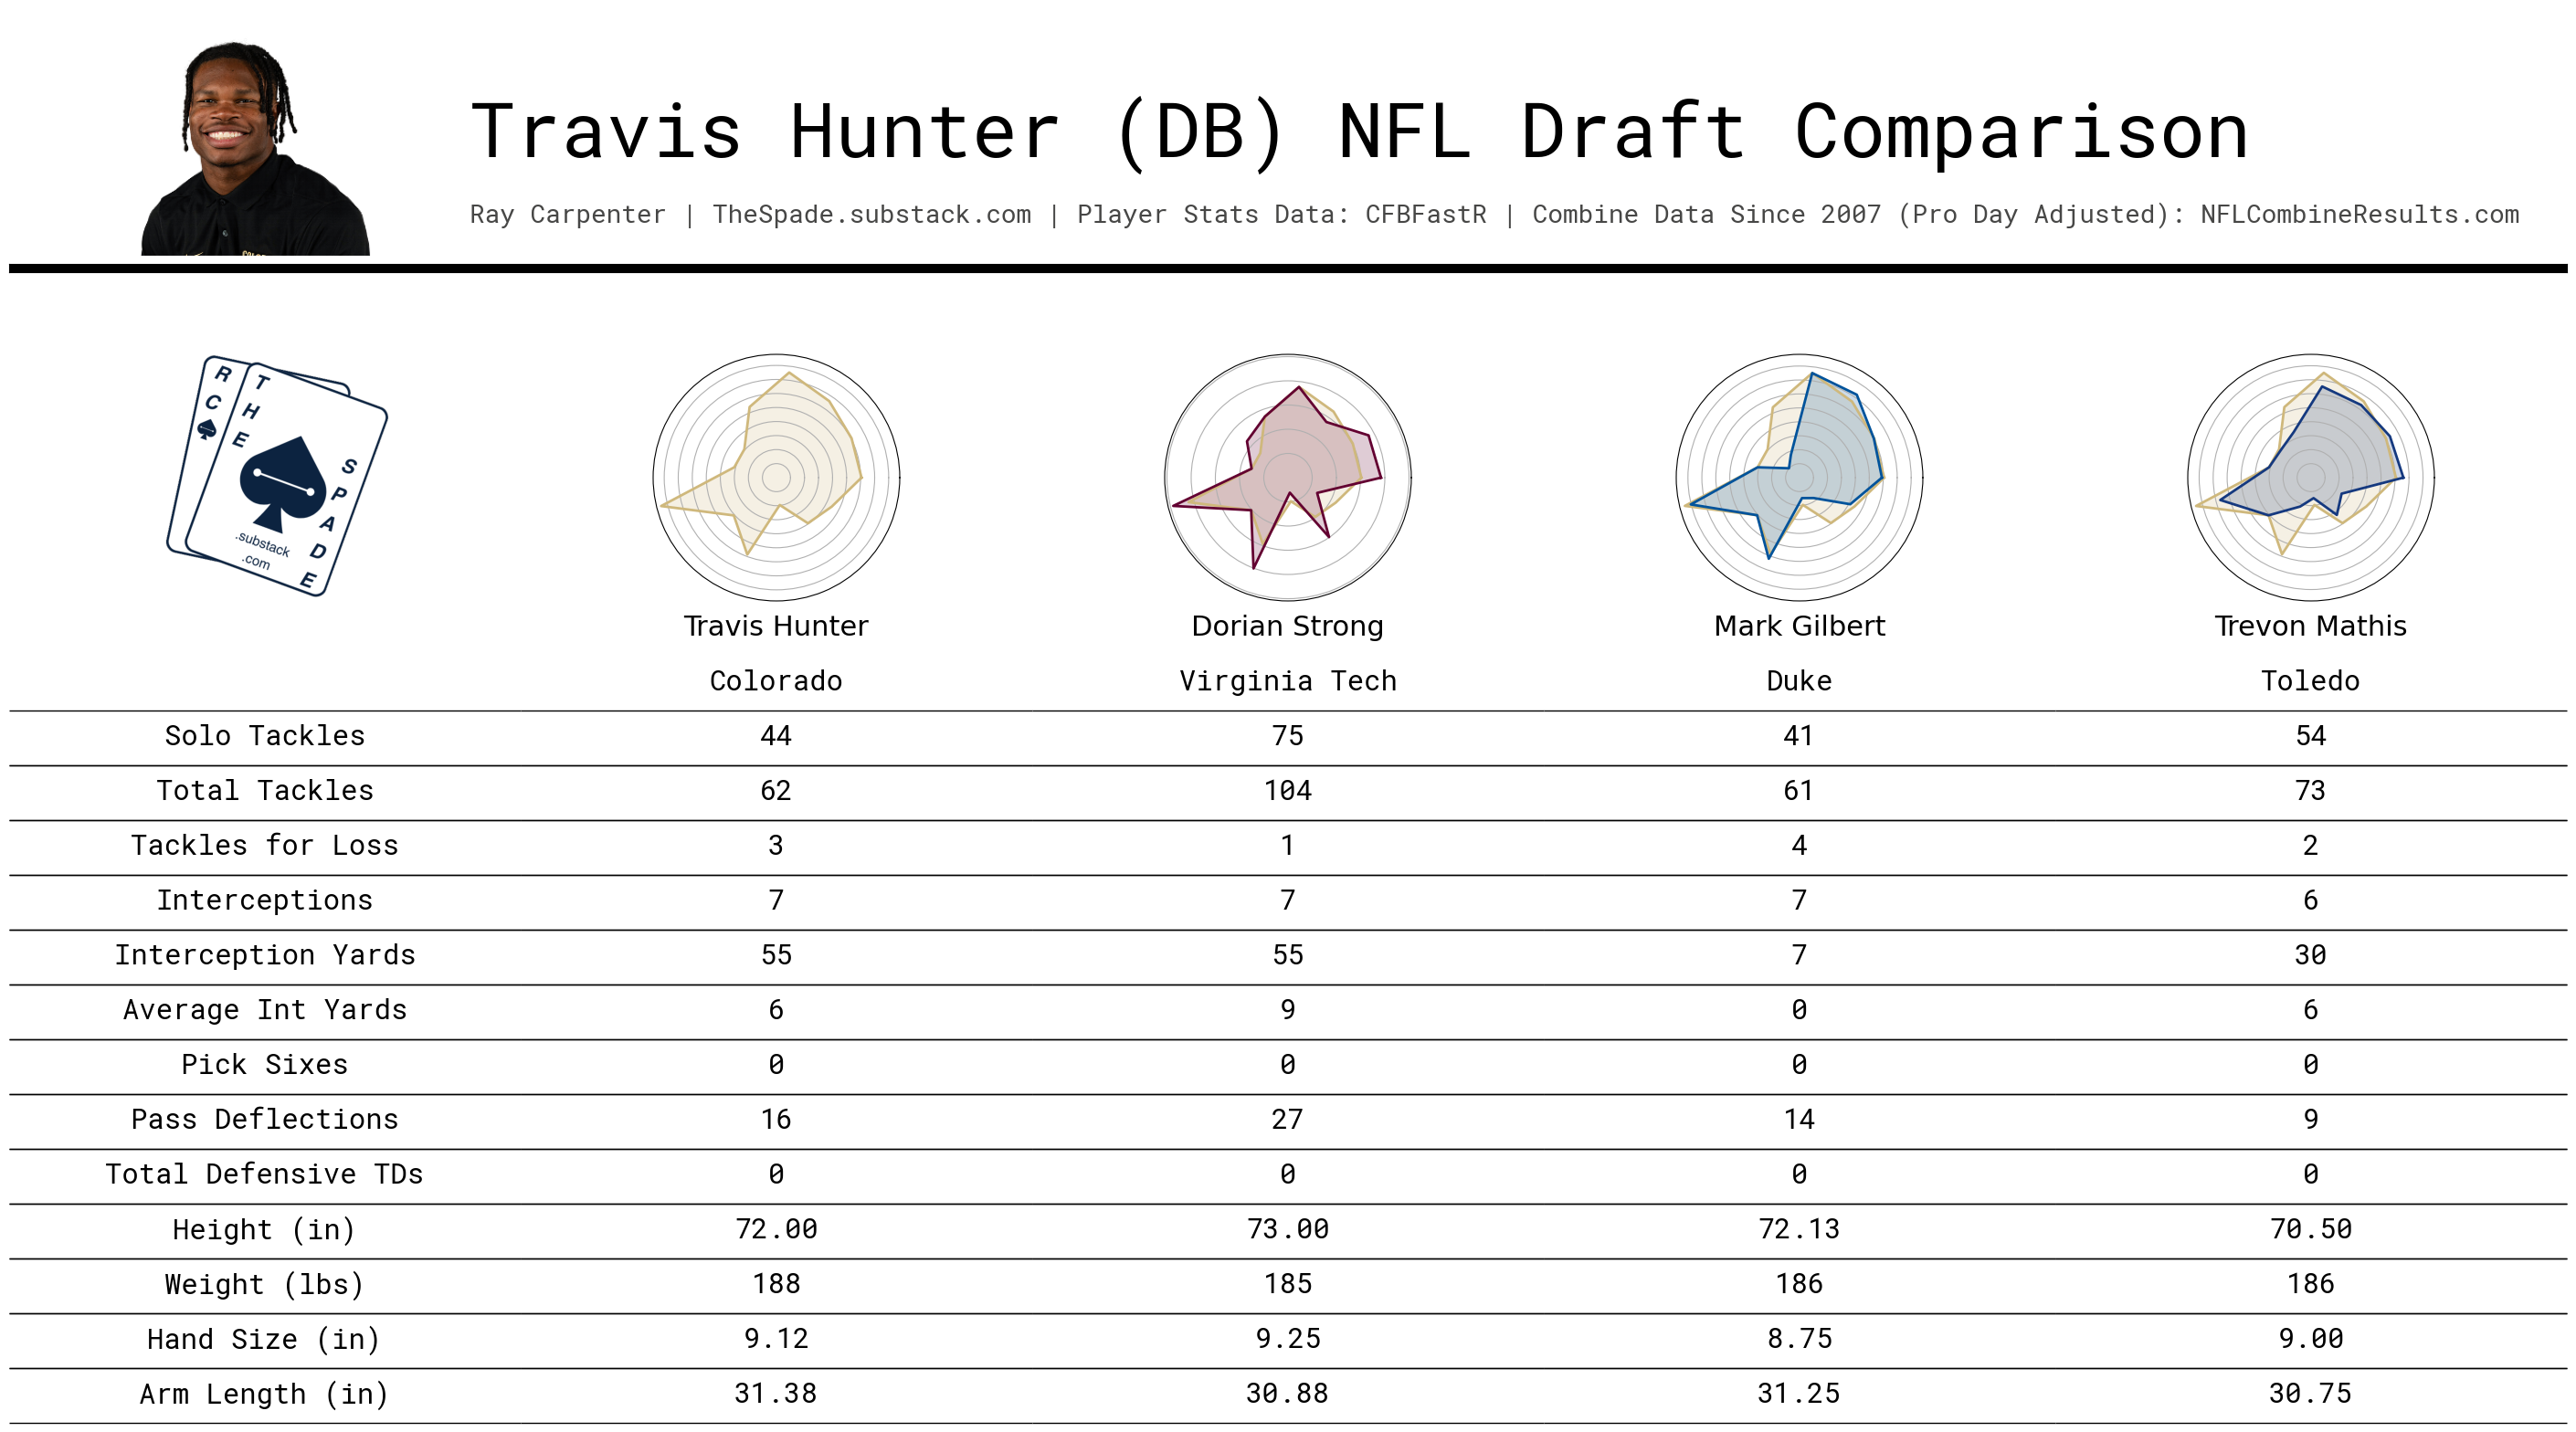 Travis Hunter (DB) NFL Draft Comparison
Ray Carpenter | TheSpade.substack.com | Player Stats Data: CFBFastR | Combine Data Since 2007 (Pro Day Adjusted): NFLCombineResults.com
R C
T H E
S P A D E
.substack
.com
Travis Hunter Dorian Strong Mark Gilbert Trevon Mathis
Colorado Virginia Tech Duke Toledo
Solo Tackles 44 75 41 54
Total Tackles 62 104 61 73
Tackles for Loss 3 1 4 2
Interceptions 7 7 7 6
Interception Yards 55 55 7 30
Average Int Yards 6 9 0 6
Pick Sixes 0 0 0 0
Pass Deflections 16 27 14 9
Total Defensive TDs 0 0 0 0
Height (in) 72.00 73.00 72.13 70.50
Weight (lbs) 188 185 186 186
Hand Size (in) 9.12 9.25 8.75 9.00
Arm Length (in) 31.38 30.88 31.25 30.75